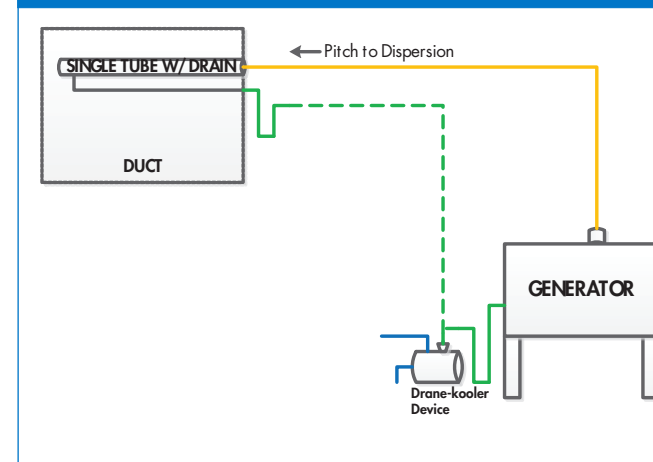 Pitch to Dispersion
SINGLE TUBE W/ DRAIN
DUCT
GENERATOR
Drane-kooler
Device